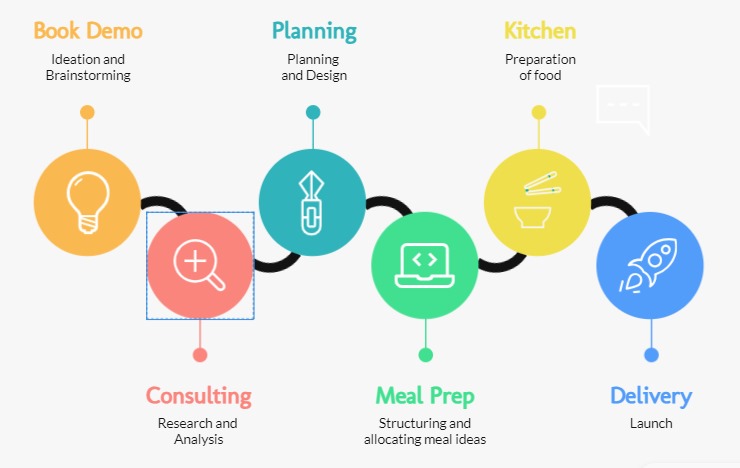 Book Demo
Ideation and
Brainstorming
Planning
Planning
and Design
Kitchen
Preparation
of food
Consulting
Research and
Analysis
Meal Prep
Structuring and
allocating meal ideas
Delivery
Launch